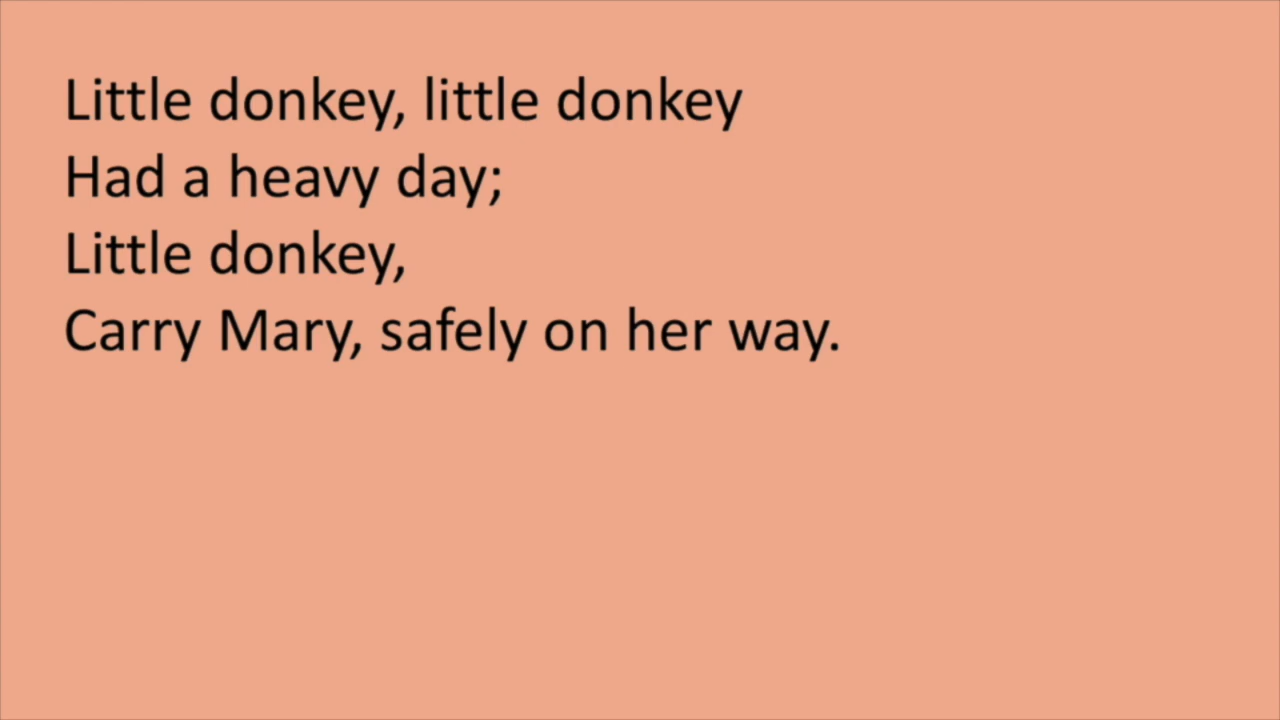 Little donkey, little donkey
Had a heavy day;
Little donkey,
Carry Mary, safely on her way.